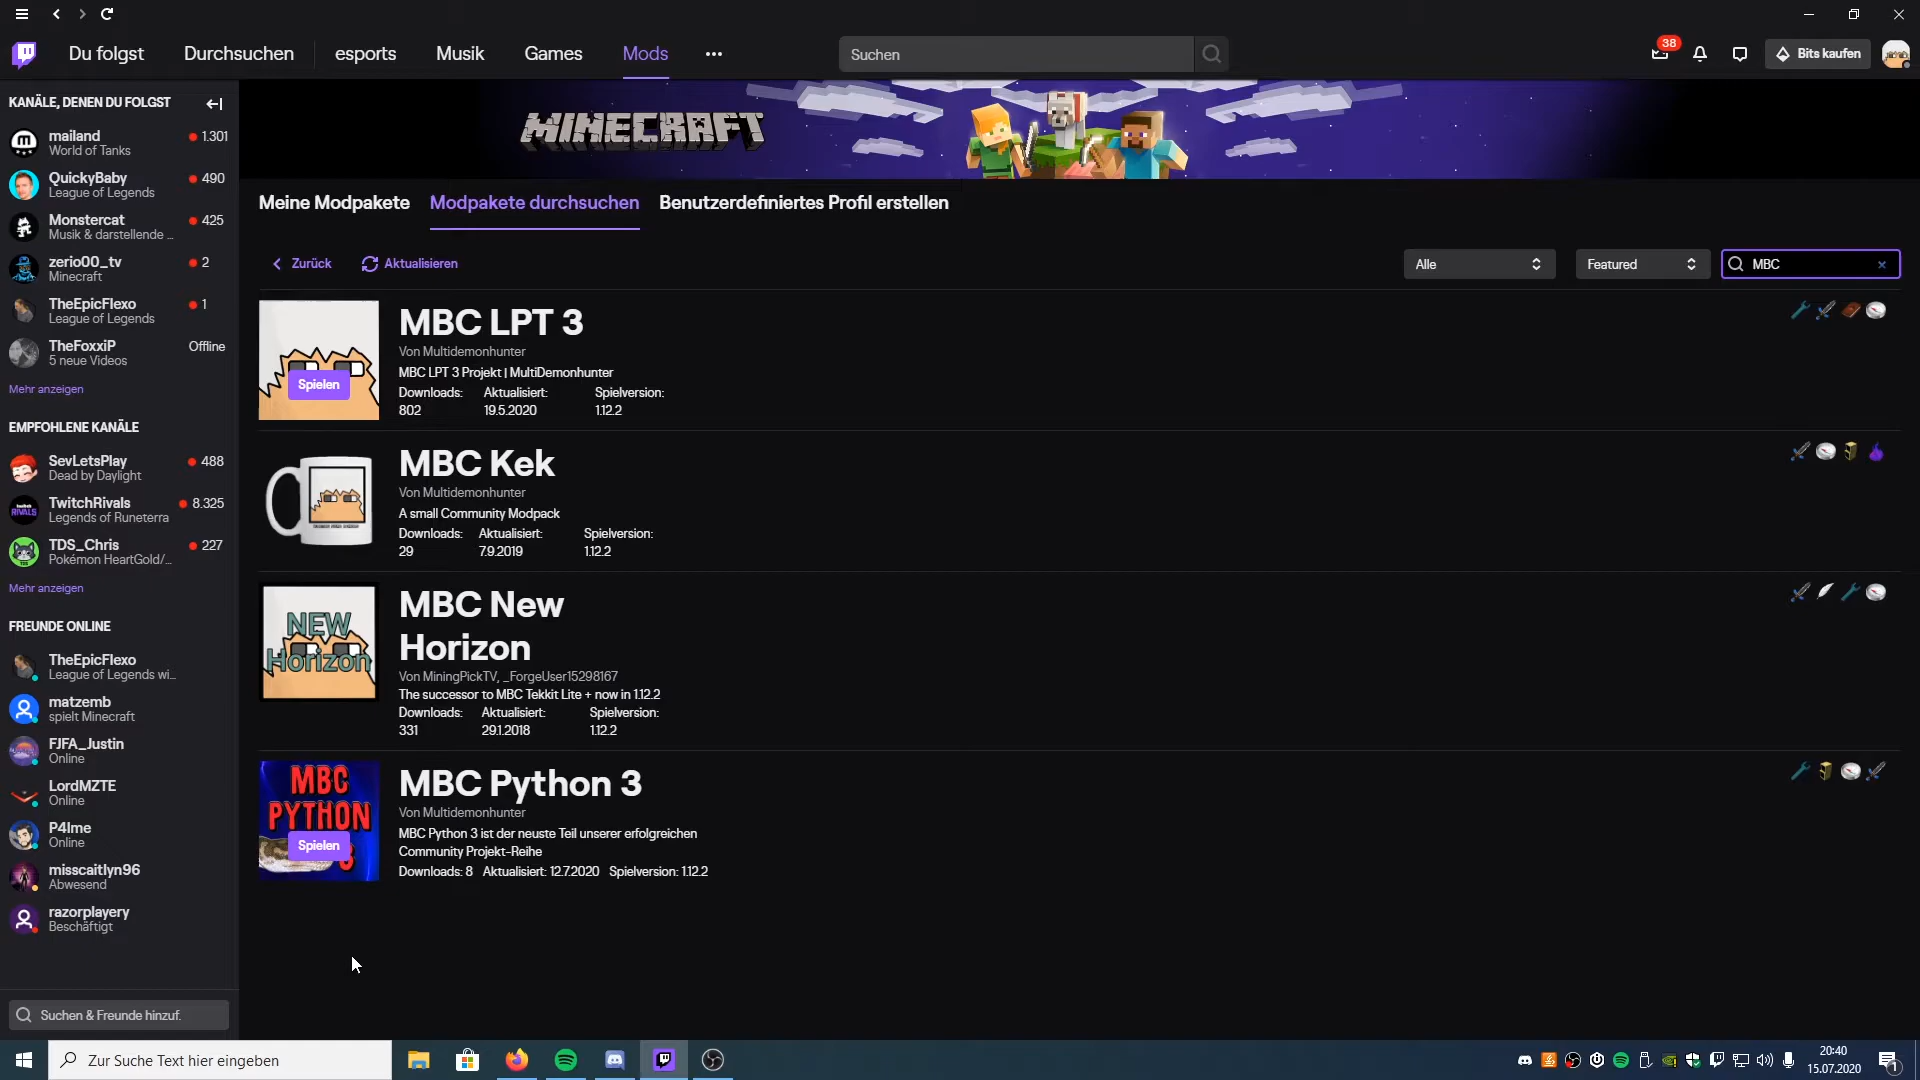 Du folgst
Durchsuchen
esports
Musik
Games
Mods
Suchen
38
Bits kaufen
KANÄLE, DENEN DU FOLGST
mailand
1.301
World of Tanks
QuickyBaby
490
League of Legends
Monstercat
425
Musik & darstellende ...
zerio00_tv
2
Minecraft
TheEpicFlexo
1
League of Legends
TheFoxxiP
Offline
5 neue Videos
Mehr anzeigen
EMPFOHLENE KANÄLE
SevLetsPlay
488
Dead by Daylight
TwitchRivals
8.325
Legends of Runeterra
TDS_Chris
227
Pokémon HeartGold/...
Mehr anzeigen
FREUNDE ONLINE
TheEpicFlexo
League of Legends wi...
matzemb
spielt Minecraft
FJFA_Justin
Online
LordMZTE
Online
P4lme
Online
misscaitlyn96
Abwesend
razorplayery
Beschäftigt
Suchen & Freunde hinzuf.
MINECRAFT
Meine Modpakete
Modpakete durchsuchen
Benutzerdefiniertes Profil erstellen
Zurück
Aktualisieren
Alle
Featured
MBC
Spielen
MBC LPT 3
Von Multidemonhunter
MBC LPT 3 Projekt | MultiDemonhunter
Downloads: Aktualisiert: Spielversion:
802 19.5.2020 1.12.2
MBC Kek
Von Multidemonhunter
A small Community Modpack
Downloads: Aktualisiert: Spielversion:
29 7.9.2019 1.12.2
NEW
Horizon
MBC New
Horizon
Von MiningPickTV, _ForgeUser15298167
The successor to MBC Tekkit Lite + now in 1.12.2
Downloads: Aktualisiert: Spielversion:
331 29.1.2018 1.12.2
MBC
PYTHON
3
Spielen
MBC Python 3
Von Multidemonhunter
MBC Python 3 ist der neuste Teil unserer erfolgreichen
Community Projekt-Reihe
Downloads: 8 Aktualisiert: 12.7.2020 Spielversion: 1.12.2
Zur Suche Text hier eingeben
20:40
15.07.2020
1